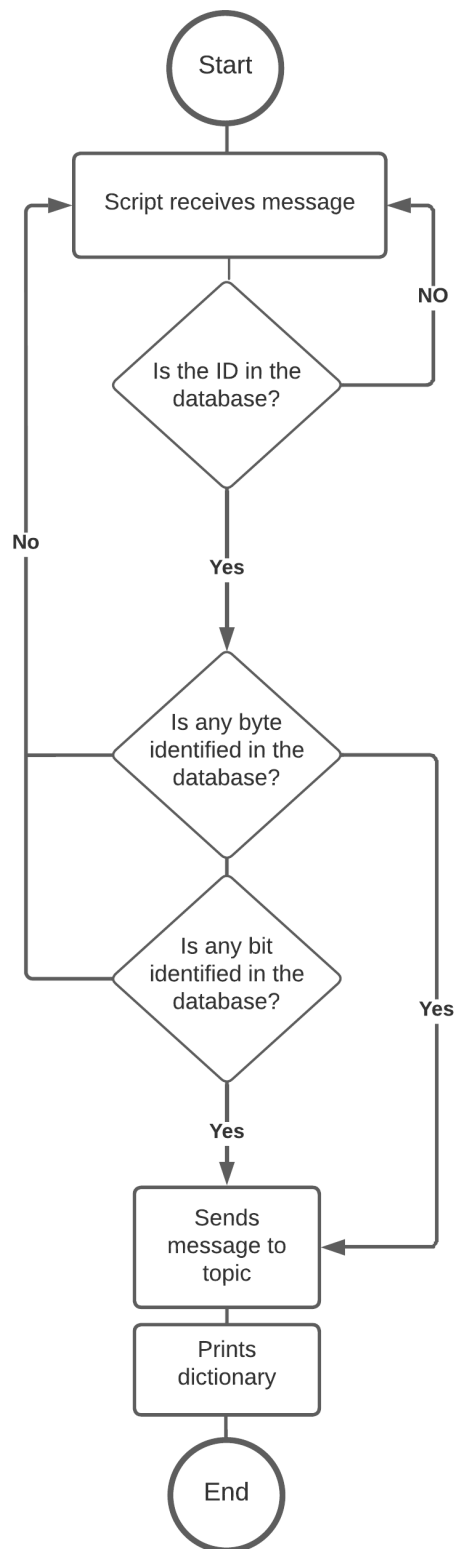 Start
Script receives message
NO
Is the ID in the
database?
No
Yes
Is any byte
identified in the
database?
Is any bit
identified in the
database?
Yes
Yes
Sends
message to
topic
Prints
dictionary
End